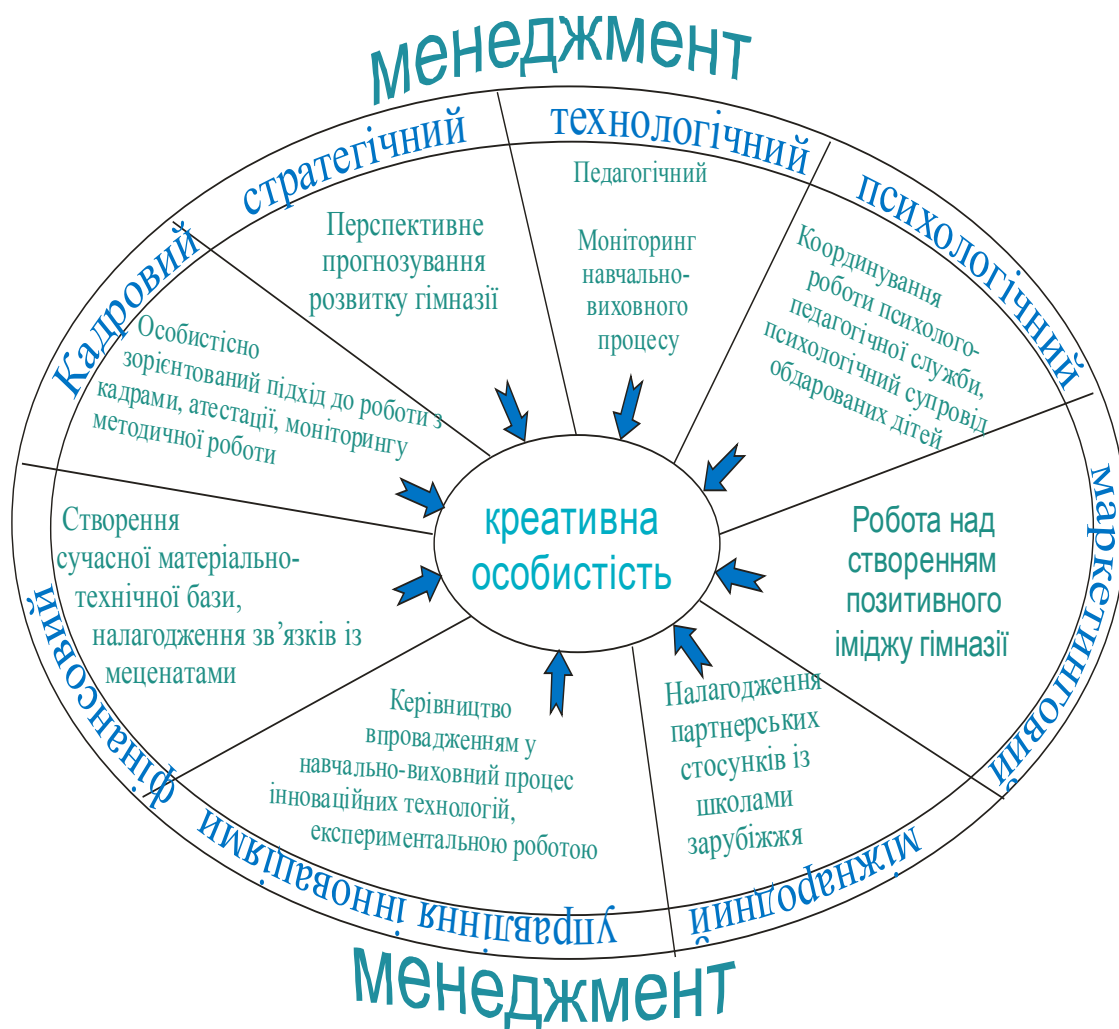 менеджмент
стратегічний
технологічний
психологічний
маркетинговий
міжнародний
управління інноваціями
фінансовий
Кадровий
Перспективне
прогнозування
розвитку гімназії
Педагогічний
Моніторинг
навчально-
виховного
процесу
Координування
роботи психолого-
педагогічної служби,
психологічний супровід
обдарованих дітей
Робота над
створенням
позитивного
іміджу гімназії
Налагодження
партнерських
стосунків із
школами
зарубіжжя
Керівництво
впровадженням у
навчально-виховний процес
інноваційних технологій,
експериментальною роботою
Створення
сучасної матеріально-
технічної бази,
налагодження зв’язків із
меценатами
Особистісно
зорієнтований підхід до роботи з
кадрами, атестації, моніторингу
методичної роботи
креативна
особистість
менеджмент